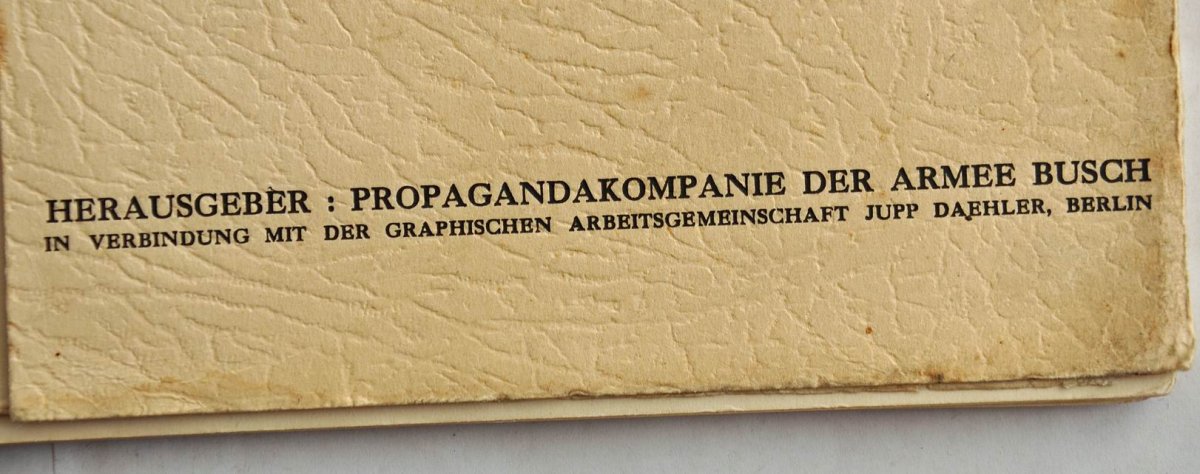 HERAUSGEBER : PROPAGANDAKOMPANIE DER ARMEE BUSCH
IN VERBINDUNG MIT DER GRAPHISCHEN ARBEITSGEMEINSCHAFT JUPP DAEHLER, BERLIN